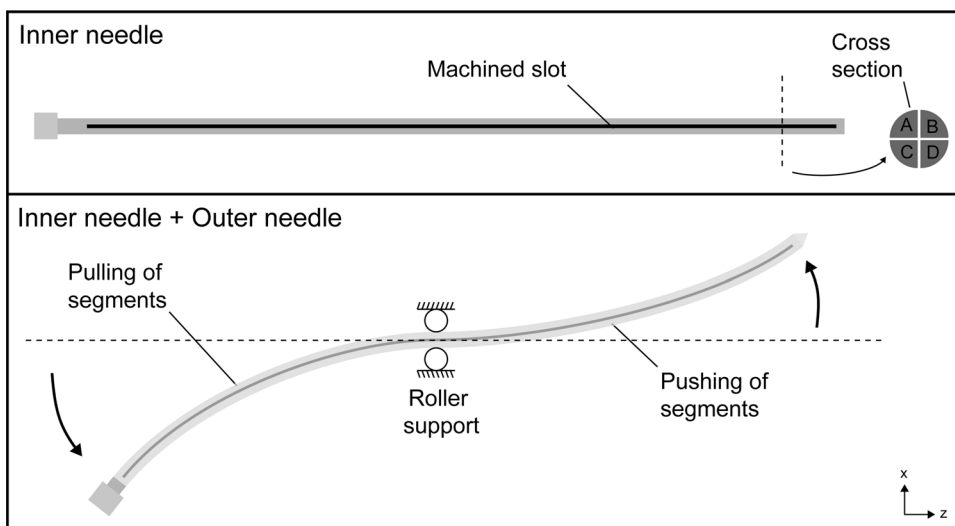 Inner needle
Machined slot
Cross
section
A B
C D
Inner needle + Outer needle
Pulling of
segments
Roller
support
Pushing of
segments
x
z